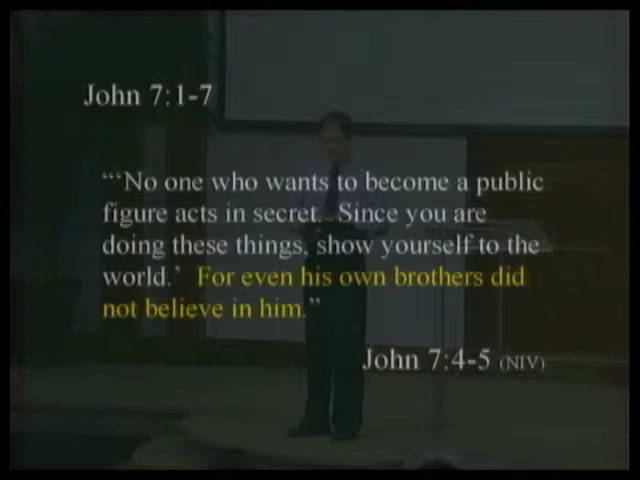 John 7:1-7
"‘No one who wants to become a public
figure acts in secret.  Since you are
doing these things, show yourself to the
world.’  For even his own brothers did
not believe in him."
John 7:4-5 (NIV)